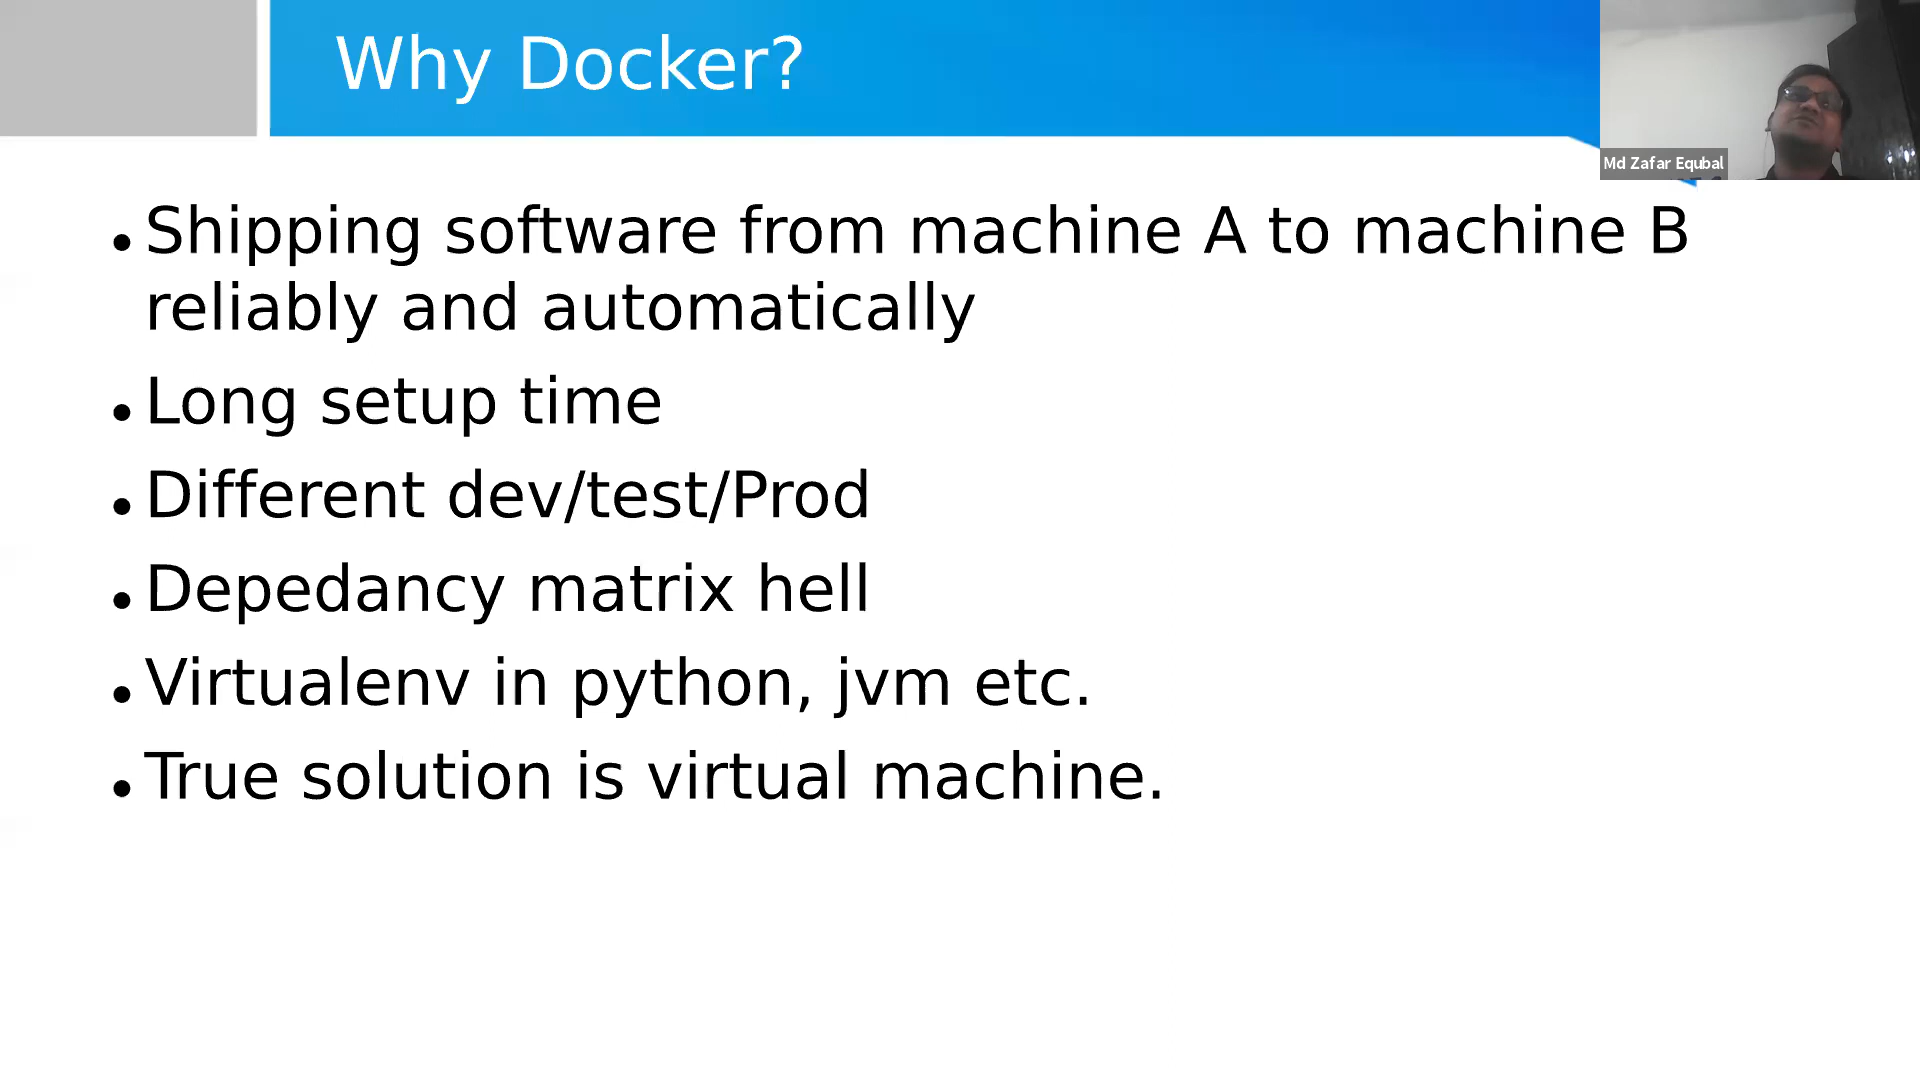 Why Docker?
Md Zafar Equbal
• Shipping software from machine A to machine B
reliably and automatically
• Long setup time
• Different dev/test/Prod
• Depedancy matrix hell
• Virtualenv in python, jvm etc.
• True solution is virtual machine.